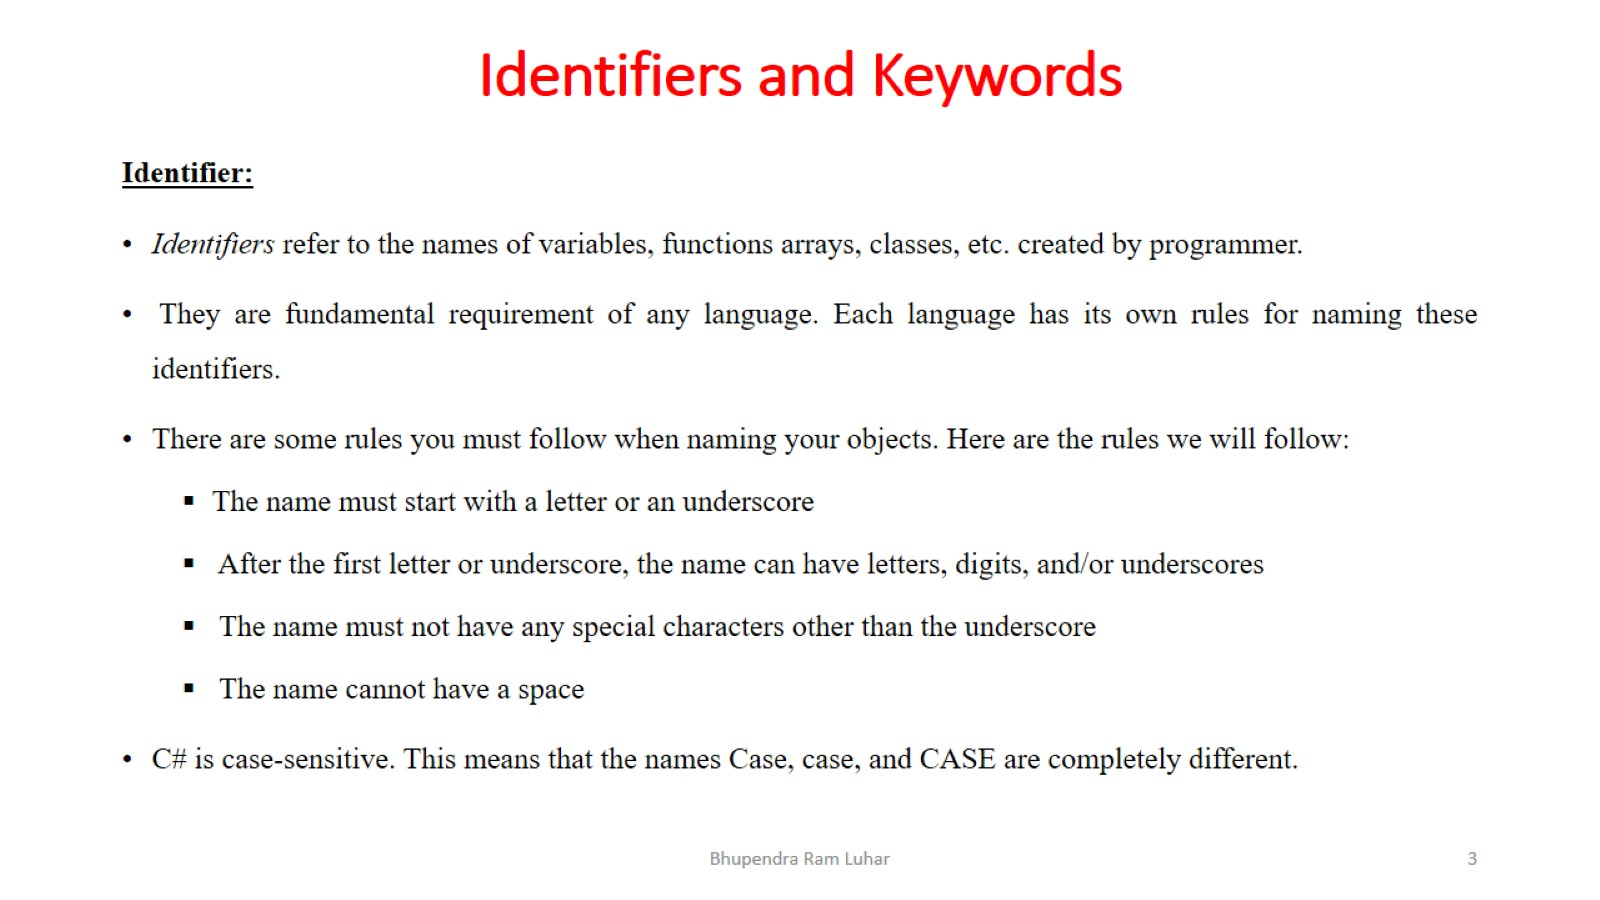 Identifiers and Keywords
Identifier:
• Identifiers refer to the names of variables, functions arrays, classes, etc. created by programmer.
• They are fundamental requirement of any language. Each language has its own rules for naming these
identifiers.
• There are some rules you must follow when naming your objects. Here are the rules we will follow:
▪ The name must start with a letter or an underscore
▪ After the first letter or underscore, the name can have letters, digits, and/or underscores
▪ The name must not have any special characters other than the underscore
▪ The name cannot have a space
• C# is case-sensitive. This means that the names Case, case, and CASE are completely different.
Bhupendra Ram Luhar
3